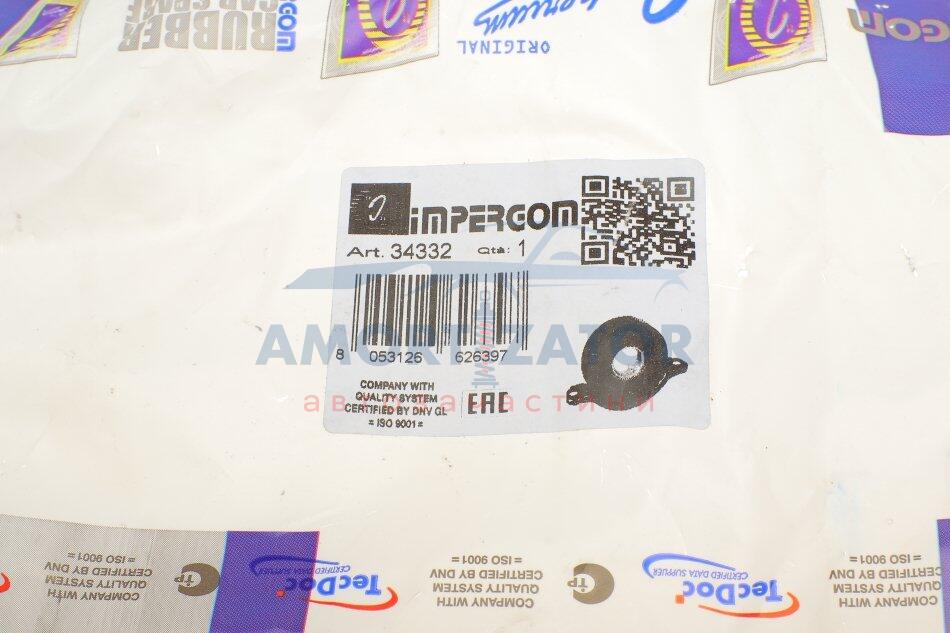 RUBBER
CAR SPARE
ORIGINAL
IMPERGOM
Art. 34332 Qtà: 1
AMORTIZATOR
8 053126 626397
автозапчастини
COMPANY WITH
QUALITY SYSTEM
CERTIFIED BY DNV GL
= ISO 9001 =
EAC
COMPANY WITH
QUALITY SYSTEM
CERTIFIED BY DNV
= ISO 9001 =
TecDoc
CERTIFIED DATA SUPPLIER
COMPANY WITH
QUALITY SYSTEM
CERTIFIED BY DNV
= ISO 9001 =
TecDoc
CERTIFIED DATA SUPPLIER
COMPANY WITH
QUALITY SYSTEM
CERTIFIED BY DNV
= ISO 9001 =